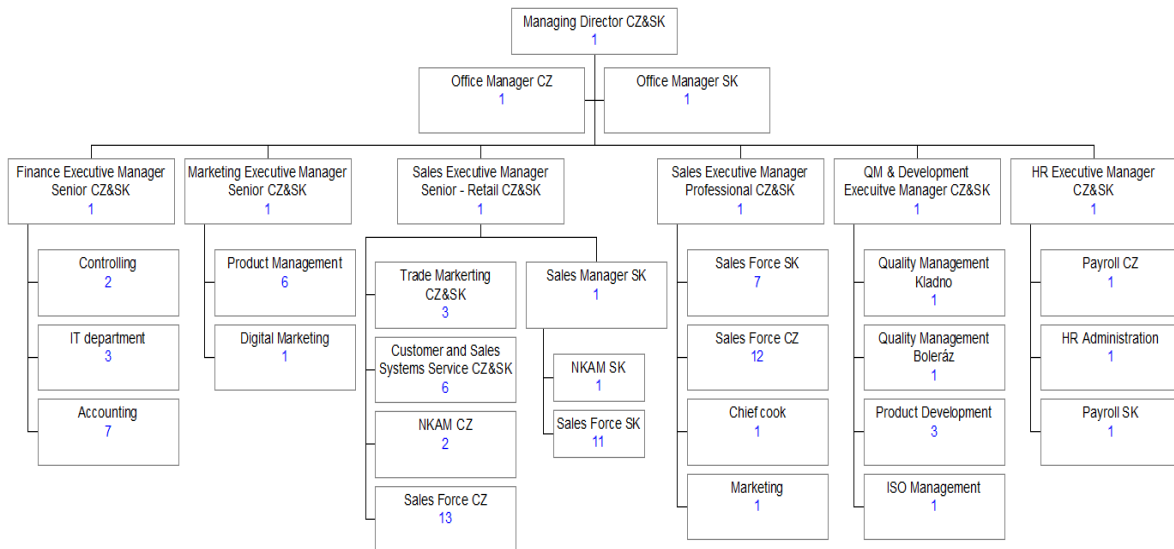 Managing Director CZ&SK
1
Office Manager CZ
1
Office Manager SK
1
Finance Executive Manager
Senior CZ&SK
1
Marketing Executive Manager
Senior CZ&SK
1
Sales Executive Manager
Senior - Retail CZ&SK
1
Sales Executive Manager
Professional CZ&SK
1
QM & Development
Execuitve Manager CZ&SK
1
HR Executive Manager
CZ&SK
1
Controlling
2
IT department
3
Accounting
7
Product Management
6
Digital Marketing
1
Trade Markerting
CZ&SK
3
Customer and Sales
Systems Service CZ&SK
6
NKAM CZ
2
Sales Force CZ
13
Sales Manager SK
1
NKAM SK
1
Sales Force SK
11
Sales Force SK
7
Sales Force CZ
12
Chief cook
1
Marketing
1
Quality Management
Kladno
1
Quality Management
Boleráz
1
Product Development
3
ISO Management
1
Payroll CZ
1
HR Administration
1
Payroll SK
1